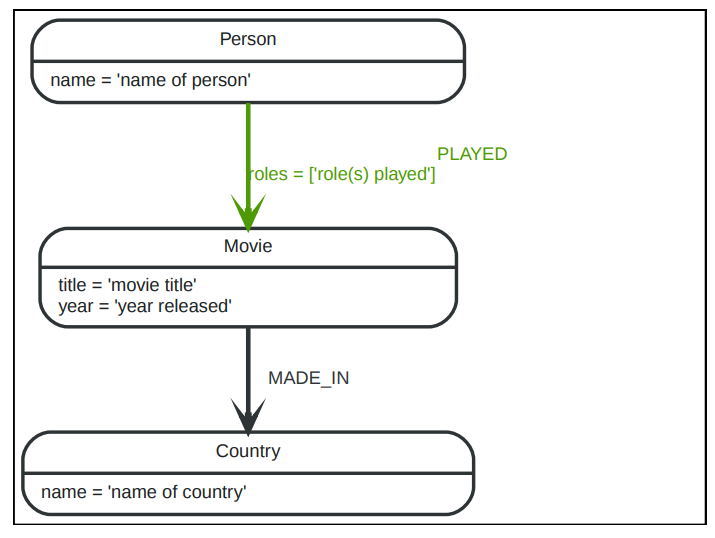 Person
name = 'name of person'
PLAYED
roles = ['role(s) played']
Movie
title = 'movie title'
year = 'year released'
MADE_IN
Country
name = 'name of country'